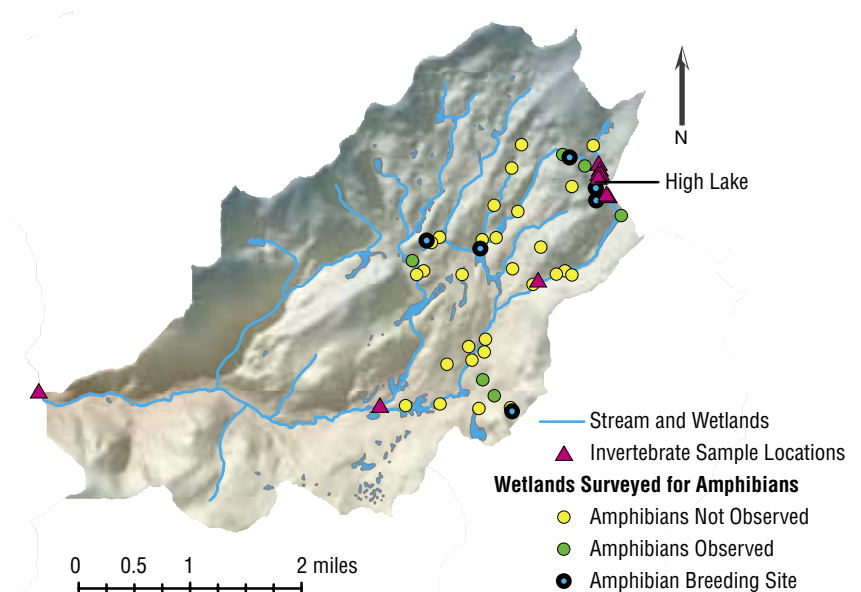 N
High Lake
Stream and Wetlands
Invertebrate Sample Locations
Wetlands Surveyed for Amphibians
Amphibians Not Observed
Amphibians Observed
Amphibian Breeding Site
0 0.5 1 2 miles